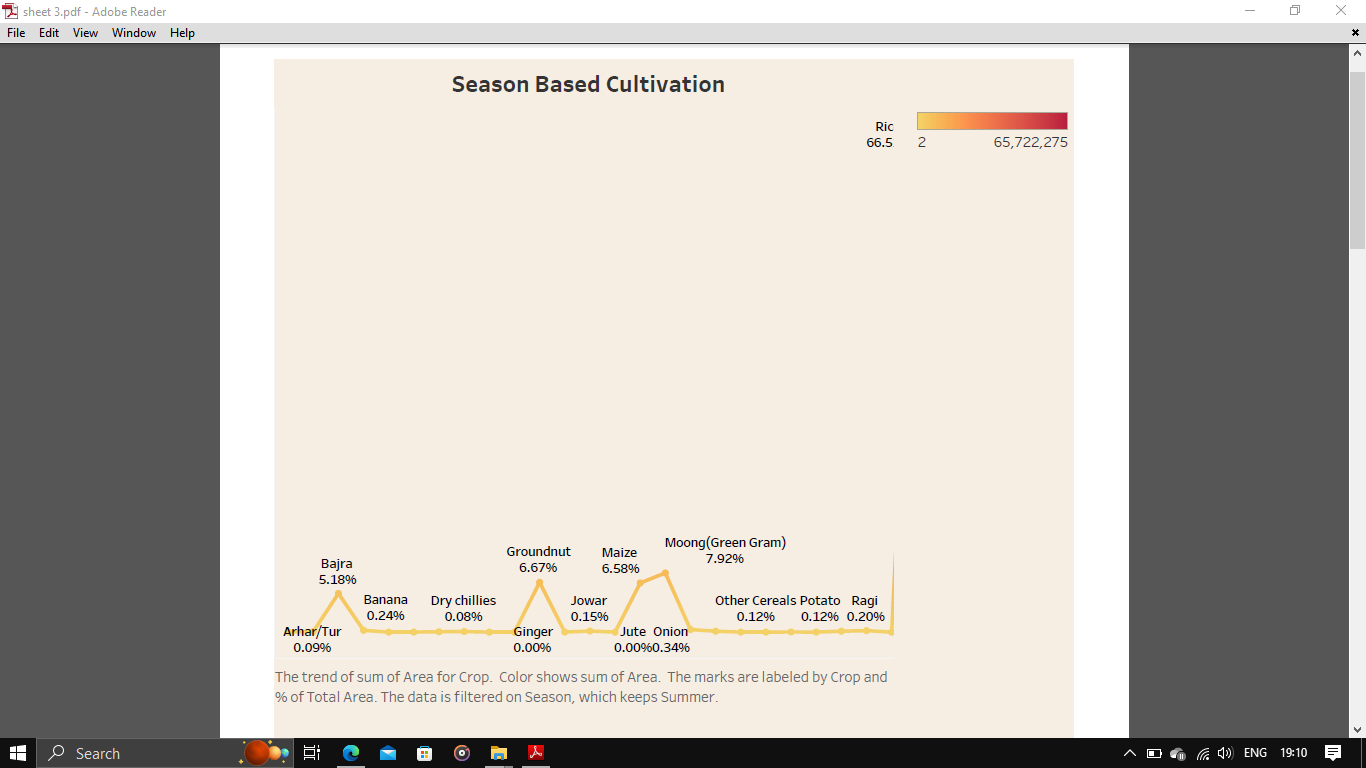 sheet 3.pdf - Adobe Reader
File Edit View Window Help
Season Based Cultivation
Ric
66.5
2 65,722,275
Moong(Green Gram)
7.92%
Groundnut
6.67%
Maize
6.58%
Bajra
5.18%
Banana
0.24%
Dry chillies
0.08%
Jowar
0.15%
Other Cereals
0.12%
Potato
0.12%
Ragi
0.20%
Arhar/Tur
0.09%
Ginger
0.00%
Jute
0.00%
Onion
0.34%
The trend of sum of Area for Crop. Color shows sum of Area. The marks are labeled by Crop and
% of Total Area. The data is filtered on Season, which keeps Summer.
Search
ENG
19:10